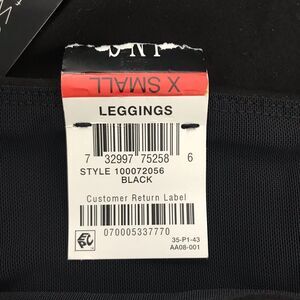 X SMALL
LEGGINGS
7 32997 75258 6
STYLE 100072056
BLACK
Customer Return Label
070005337770
35-P1-43
AA08-001